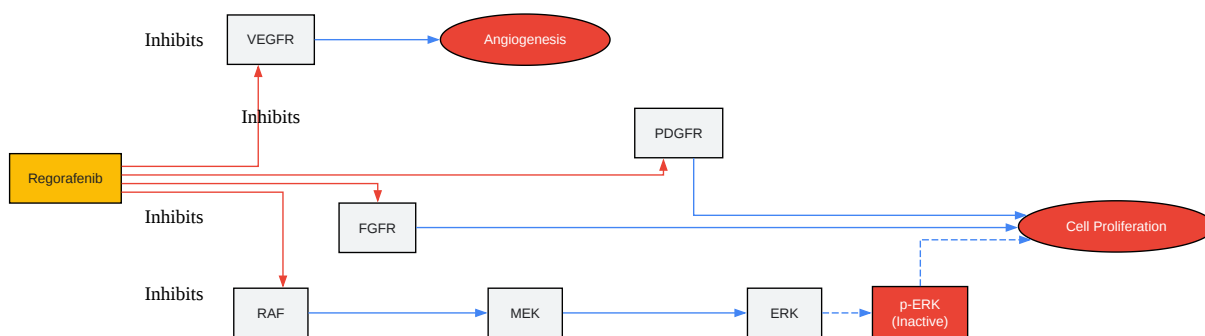 Inhibits
VEGFR
Angiogenesis
Inhibits
PDGFR
Regorafenib
Inhibits
FGFR
Cell Proliferation
Inhibits
RAF
MEK
ERK
p-ERK
(Inactive)